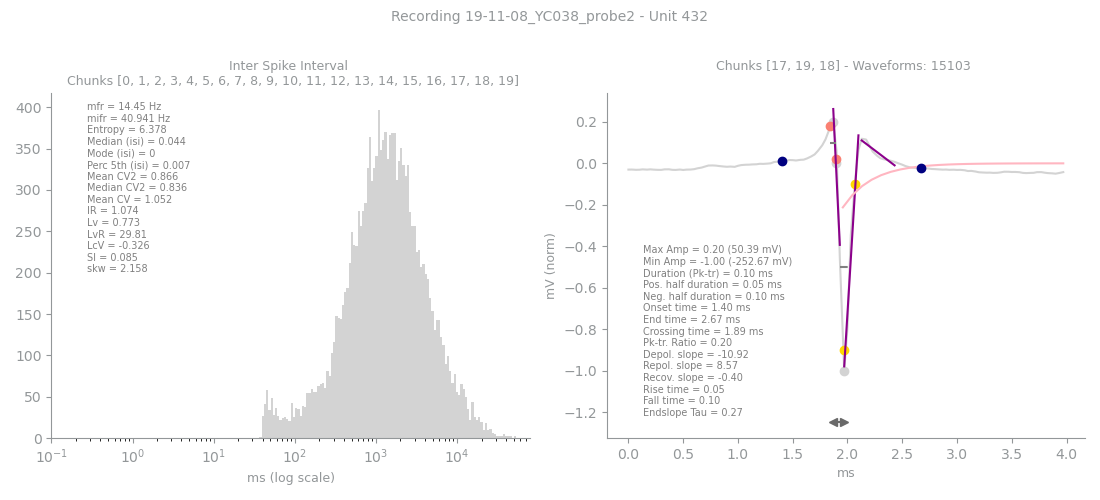 Recording 19-11-08_YC038_probe2 - Unit 432
Inter Spike Interval
Chunks [0, 1, 2, 3, 4, 5, 6, 7, 8, 9, 10, 11, 12, 13, 14, 15, 16, 17, 18, 19]
400
350
300
250
200
150
100
50
0
mfr = 14.45 Hz
mifr = 40.941 Hz
Entropy = 6.378
Median (isi) = 0.044
Mode (isi) = 0
Perc 5th (isi) = 0.007
Mean CV2 = 0.866
Median CV2 = 0.836
Mean CV = 1.052
IR = 1.074
Lv = 0.773
LvR = 29.81
LcV = -0.326
SI = 0.085
skw = 2.158
10⁻¹ 10⁰ 10¹ 10² 10³ 10⁴
ms (log scale)
Chunks [17, 19, 18] - Waveforms: 15103
mV (norm)
0.2
0.0
−0.2
−0.4
−0.6
−0.8
−1.0
−1.2
Max Amp = 0.20 (50.39 mV)
Min Amp = -1.00 (-252.67 mV)
Duration (Pk-tr) = 0.10 ms
Pos. half duration = 0.05 ms
Neg. half duration = 0.10 ms
Onset time = 1.40 ms
End time = 2.67 ms
Crossing time = 1.89 ms
Pk-tr. Ratio = 0.20
Depol. slope = -10.92
Repol. slope = 8.57
Recov. slope = -0.40
Rise time = 0.05
Fall time = 0.10
Endslope Tau = 0.27
0.0 0.5 1.0 1.5 2.0 2.5 3.0 3.5 4.0
ms